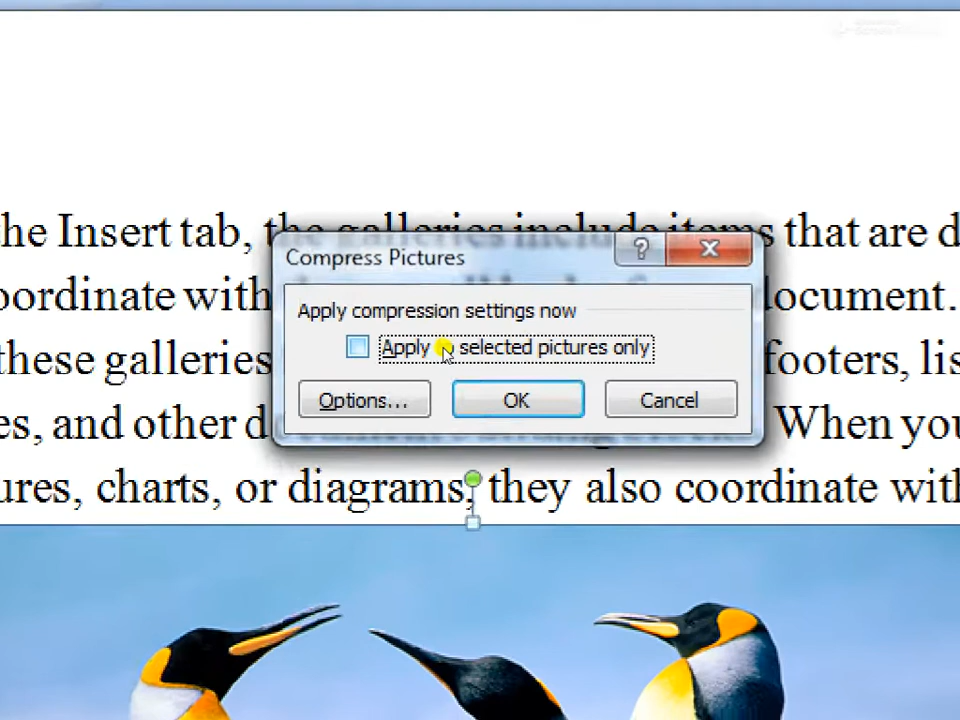 the Insert tab, the galleries include items that are d
Compress Pictures
?
X
oordinate with
document.
Apply compression settings now
these galleries
footers, lis
Apply selected pictures only
es, and other d
When you
Options...
OK
Cancel
ures, charts, or diagrams, they also coordinate with